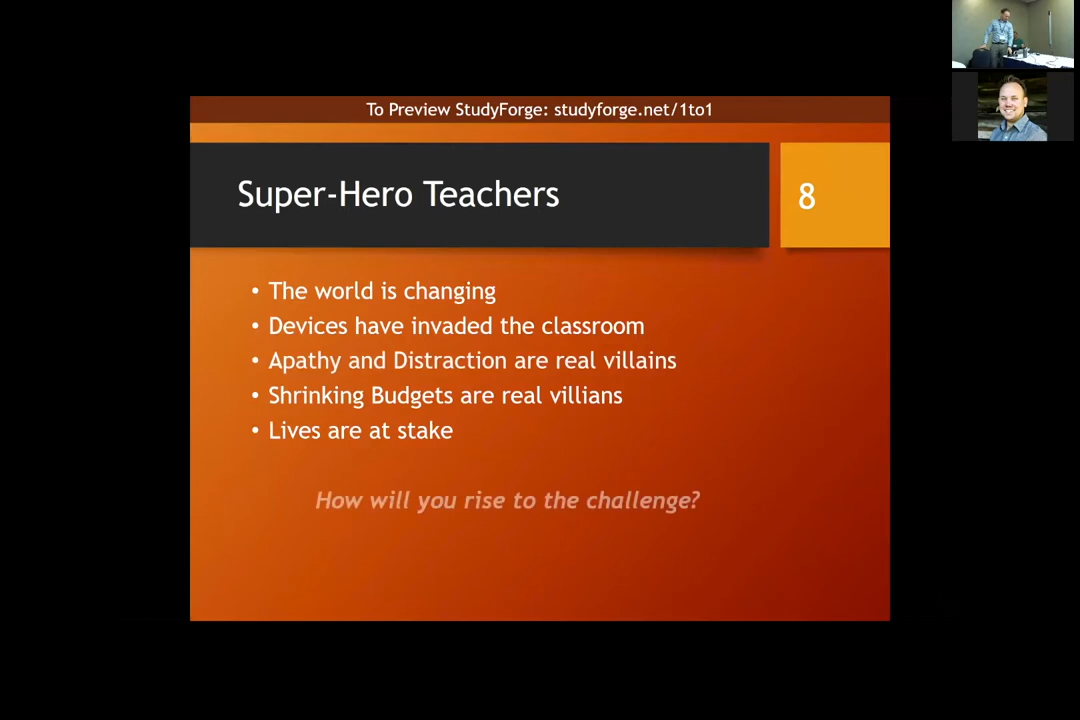 To Preview StudyForge: studyforge.net/1to1
Super-Hero Teachers
8
• The world is changing
• Devices have invaded the classroom
• Apathy and Distraction are real villains
• Shrinking Budgets are real villians
• Lives are at stake
How will you rise to the challenge?